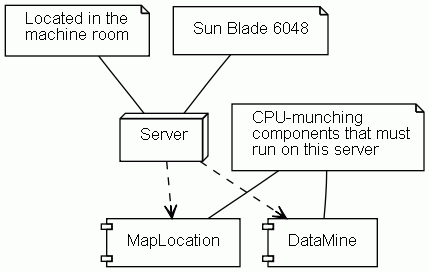 Located in the
machine room
Sun Blade 6048
Server
CPU-munching
components that must
run on this server
MapLocation
DataMine